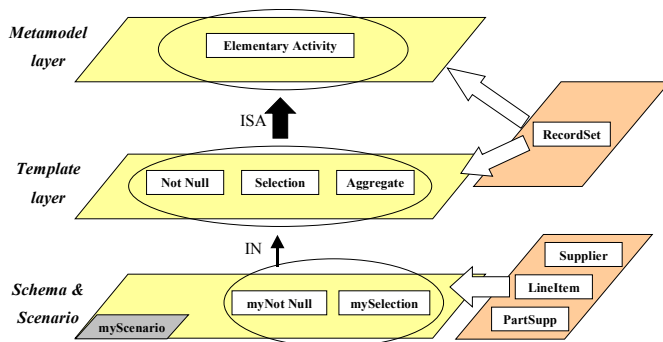 Metamodel
layer
Elementary Activity
ISA
RecordSet
Template
layer
Not Null
Selection
Aggregate
IN
Supplier
Schema &
Scenario
myNot Null
mySelection
LineItem
myScenario
PartSupp